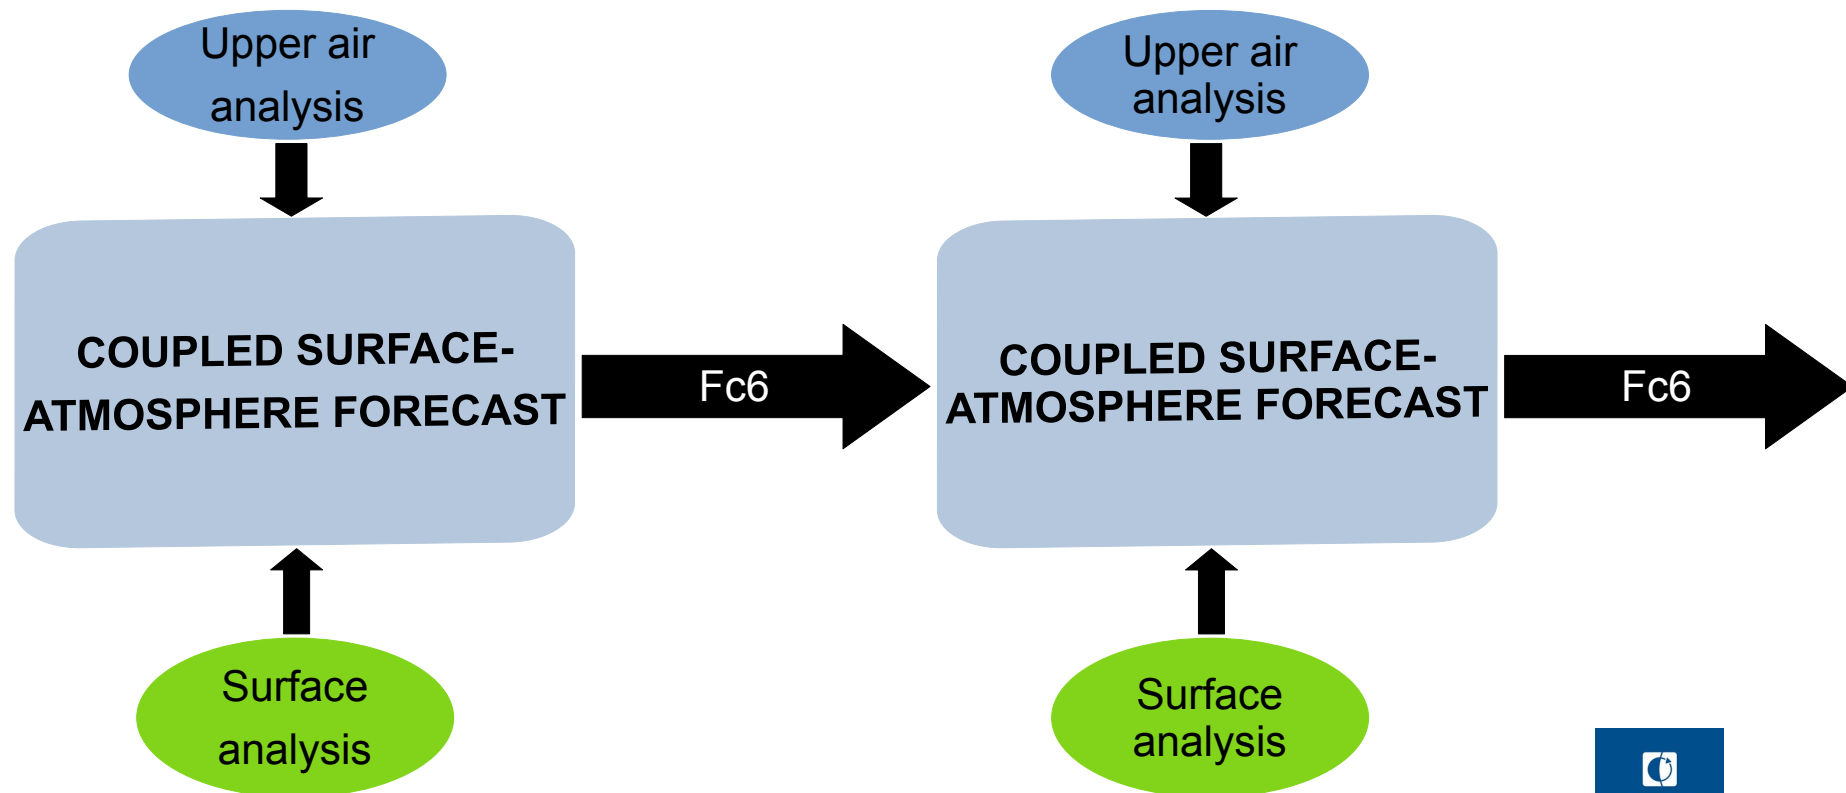 Upper air
analysis
Upper air
analysis
COUPLED SURFACE-
ATMOSPHERE FORECAST
Fc6
COUPLED SURFACE-
ATMOSPHERE FORECAST
Fc6
Surface
analysis
Surface
analysis